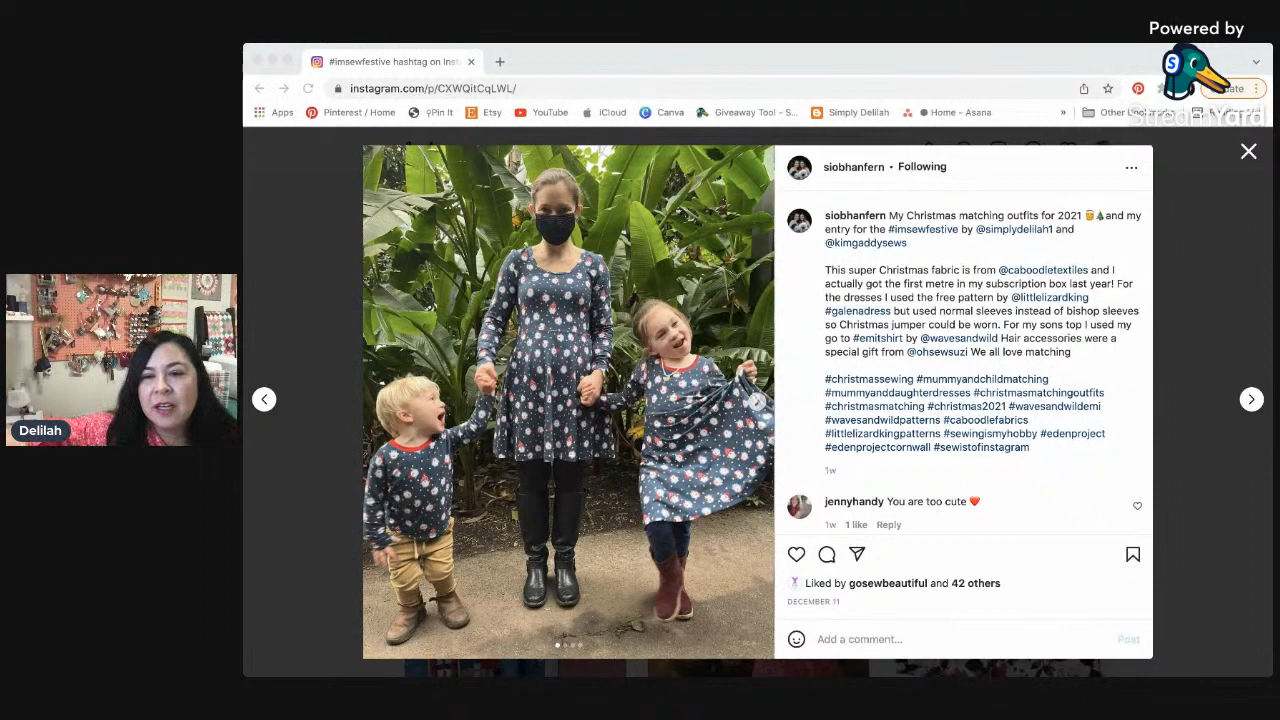 Powered by
StreamYard
#imsewfestive hashtag on Inst
instagram.com/p/CXWQitCqLWL/
Apps
Pinterest / Home
Pin It
Etsy
YouTube
iCloud
Canva
Giveaway Tool - S...
Simply Delilah
Home - Asana
»
siobhanfern • Following
siobhanfern My Christmas matching outfits for 2021 and my
entry for the #imsewfestive by @simplydelilah1 and
@kimgaddysews
This super Christmas fabric is from @caboodletextiles and I
actually got the first metre in my subscription box last year! For
the dresses I used the free pattern by @littlelizardking
#galenadress but used normal sleeves instead of bishop sleeves
so Christmas jumper could be worn. For my sons top I used my
go to #emitshirt by @wavesandwild Hair accessories were a
special gift from @ohsewsuzi We all love matching
#christmassewing #mummyandchildmatching
#mummyanddaughterdresses #christmasmatchingoutfits
#christmasmatching #christmas2021 #wavesandwildemi
#wavesandwildpatterns #caboodlefabrics
#littlelizardkingpatterns #sewingismyhobby #edenproject
#edenprojectcornwall #sewistofinstagram
1w
jennyhandy You are too cute ❤️
1w 1 like Reply
Liked by gosewbeautiful and 42 others
DECEMBER 11
Add a comment...
Post
Delilah